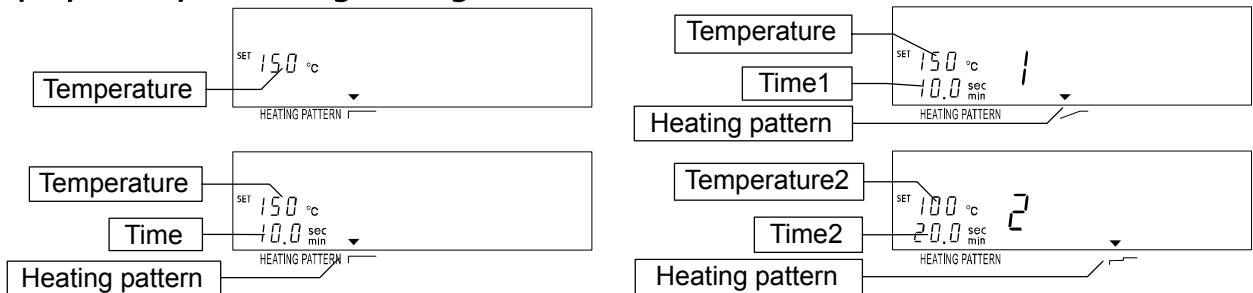 SET 150 °C
Temperature
HEATING PATTERN
Temperature
SET 150 °C
Time
10.0 sec min
HEATING PATTERN
Heating pattern
Temperature
SET 150 °C 1
Time1
10.0 sec min
HEATING PATTERN
Heating pattern
Temperature2
SET 100 °C 2
Time2
20.0 sec min
HEATING PATTERN
Heating pattern